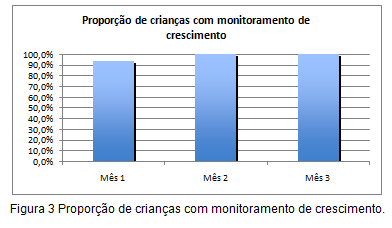 Proporção de crianças com monitoramento de
crescimento
100,0%
90,0%
80,0%
70,0%
60,0%
50,0%
40,0%
30,0%
20,0%
10,0%
0,0%
Mês 1 Mês 2 Mês 3
Figura 3 Proporção de crianças com monitoramento de crescimento.